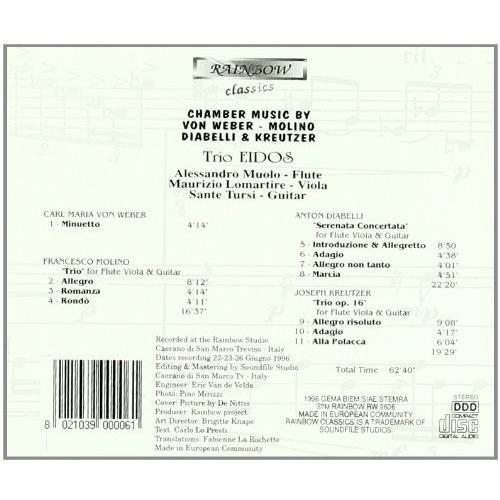 RAINBOW
classics
CHAMBER MUSIC BY
VON WEBER - MOLINO
DIABELLI & KREUTZER
Trio EIDOS
Alessandro Muolo - Flute
Maurizio Lomartire - Viola
Sante Tursi - Guitar
CARL MARIA VON WEBER
1 - Minuetto 4'14"
FRANCESCO MOLINO
"Trio" for Flute Viola & Guitar
2 - Allegro 8'12"
3 - Romanza 4'14"
4 - Rondò 4'11"
16'37"
ANTON DIABELLI
"Serenata Concertata"
for Flute Viola & Guitar
5 - Introduzione & Allegretto 8'50
6 - Adagio 4'38"
7 - Allegro non tanto 4'01"
8 - Marcia 4'51"
22'20"
JOSEPH KREUTZER
"Trio op. 16"
for Flute Viola & Guitar
9 - Allegro risoluto 9'08"
10 - Adagio 4'17"
11 - Alla Polacca 6'04"
19'29"
Total Time 62'40"
Recorded at the Rainbow Studio
Caerano di San Marco Treviso - Italy
Dates recording 22-23-26 Giugno 1996
Editing & Mastering by Soundfile Studio
Caerano di San Marco Tv - Italy
Engineer: Eric Van de Velde
Photo: Pino Mirizzi
Cover: Picture by De Nittis
Producer: Rainbow project
Art Director: Brigitte Knape
Text: Carlo Lo Presti
Translations: Fabienne La Rochette
Made in European Community
8 021039 000061
1996 GEMA BIEM SIAE STEMRA
©℗ RAINBOW RW 9606
MADE IN EUROPEAN COMMUNITY
RAINBOW CLASSICS IS A TRADEMARK OF
SOUNDFILE STUDIOS
STEREO
DDD
COMPACT
disc
DIGITAL AUDIO